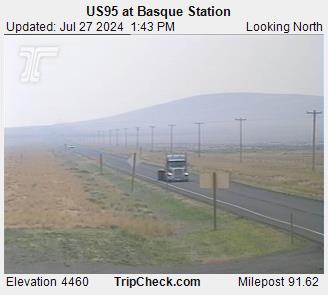 US95 at Basque Station
Updated: Jul 27 2024 1:43 PM Looking North
Elevation 4460 TripCheck.com Milepost 91.62